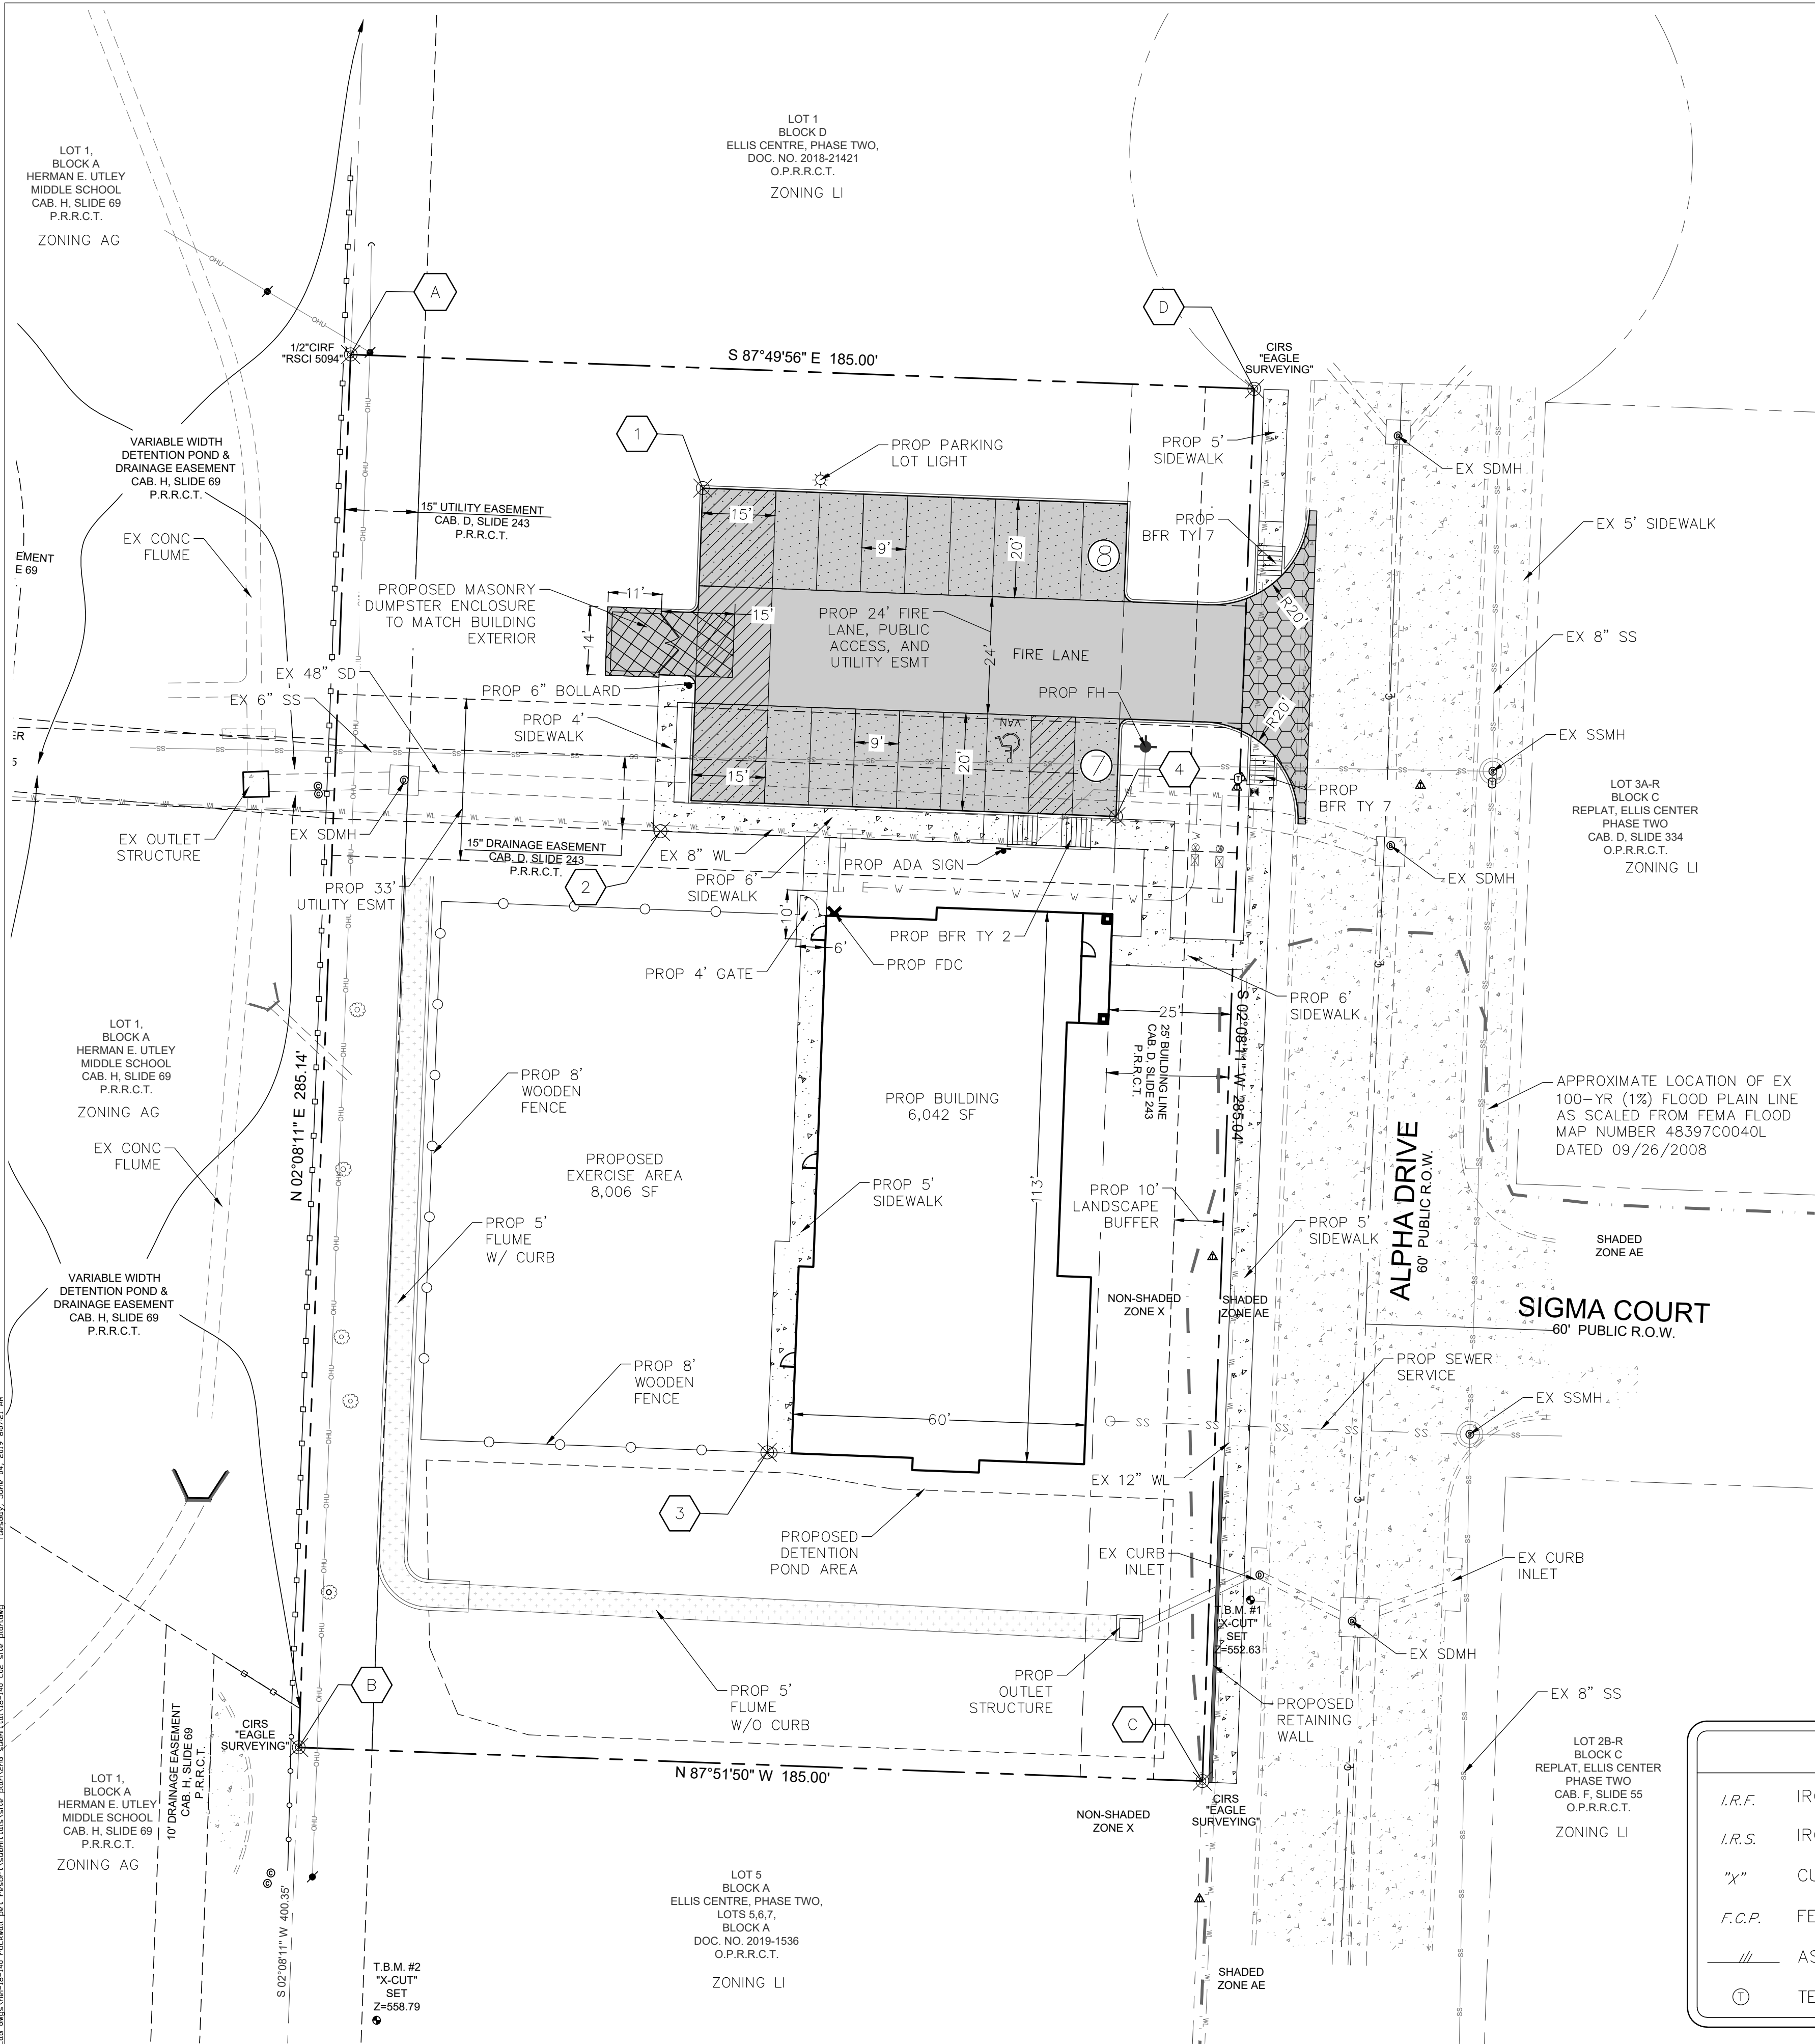 LOT 1
BLOCK D
ELLIS CENTRE, PHASE TWO,
DOC. NO. 2018-21421
O.P.R.R.C.T.
ZONING LI
LOT 1,
BLOCK A
HERMAN E. UTLEY
MIDDLE SCHOOL
CAB. H, SLIDE 69
P.R.R.C.T.
ZONING AG
OHU
OHU
A
D
1/2"CIRF
"RSCI 5094"
S 87°49'56" E 185.00'
CIRS
"EAGLE
SURVEYING"
VARIABLE WIDTH
DETENTION POND &
DRAINAGE EASEMENT
CAB. H, SLIDE 69
P.R.R.C.T.
1
PROP PARKING
LOT LIGHT
PROP 5'
SIDEWALK
EX SDMH
15" UTILITY EASEMENT
CAB. D, SLIDE 243
P.R.R.C.T.
EX CONC
FLUME
EMENT
E 69
15'
9'
20'
8
PROP
BFR TY 7
EX 5' SIDEWALK
PROPOSED MASONRY
DUMPSTER ENCLOSURE
TO MATCH BUILDING
EXTERIOR
11'
14'
15'
PROP 24' FIRE
LANE, PUBLIC
ACCESS, AND
UTILITY ESMT
24'
FIRE LANE
R20'
EX 8" SS
EX 48" SD
EX 6" SS
PROP 6" BOLLARD
PROP 4'
SIDEWALK
PROP FH
R20'
VAN
9'
20'
15'
7
4
EX SSMH
ER
5
EX OUTLET
STRUCTURE
EX SDMH
15" DRAINAGE EASEMENT
CAB. D, SLIDE 243
P.R.R.C.T.
EX 8" WL
PROP ADA SIGN
PROP
BFR TY 7
EX SDMH
LOT 3A-R
BLOCK C
REPLAT, ELLIS CENTER
PHASE TWO
CAB. D, SLIDE 334
O.P.R.R.C.T.
ZONING LI
PROP 33'
UTILITY ESMT
2
PROP 6'
SIDEWALK
10'
6'
PROP BFR TY 2
PROP FDC
PROP 4' GATE
PROP 6'
SIDEWALK
25'
25' BUILDING LINE
CAB. D, SLIDE 243
P.R.R.C.T.
S 02°08'11" W 285.04'
LOT 1,
BLOCK A
HERMAN E. UTLEY
MIDDLE SCHOOL
CAB. H, SLIDE 69
P.R.R.C.T.
ZONING AG
N 02°08'11" E 285.14'
PROP 8'
WOODEN
FENCE
PROP BUILDING
6,042 SF
113'
APPROXIMATE LOCATION OF EX
100-YR (1%) FLOOD PLAIN LINE
AS SCALED FROM FEMA FLOOD
MAP NUMBER 48397C0040L
DATED 09/26/2008
EX CONC
FLUME
PROPOSED
EXERCISE AREA
8,006 SF
PROP 5'
SIDEWALK
PROP 10'
LANDSCAPE
BUFFER
ALPHA DRIVE
60' PUBLIC R.O.W.
PROP 5'
FLUME
W/ CURB
PROP 5'
SIDEWALK
SHADED
ZONE AE
VARIABLE WIDTH
DETENTION POND &
DRAINAGE EASEMENT
CAB. H, SLIDE 69
P.R.R.C.T.
NON-SHADED
ZONE X
SHADED
ZONE AE
SIGMA COURT
60' PUBLIC R.O.W.
PROP 8'
WOODEN
FENCE
PROP SEWER
SERVICE
EX SSMH
60'
EX 12" WL
3
PROPOSED
DETENTION
POND AREA
EX CURB
INLET
EX CURB
INLET
T.B.M. #1
"X-CUT"
SET
Z=552.63
EX SDMH
B
C
PROP
OUTLET
STRUCTURE
PROP 5'
FLUME
W/O CURB
PROPOSED
RETAINING
WALL
EX 8" SS
CIRS
"EAGLE
SURVEYING"
10' DRAINAGE EASEMENT
CAB. H, SLIDE 69
P.R.R.C.T.
N 87°51'50" W 185.00'
CIRS
"EAGLE
SURVEYING"
NON-SHADED
ZONE X
LOT 2B-R
BLOCK C
REPLAT, ELLIS CENTER
PHASE TWO
CAB. F, SLIDE 55
O.P.R.R.C.T.
ZONING LI
LOT 1,
BLOCK A
HERMAN E. UTLEY
MIDDLE SCHOOL
CAB. H, SLIDE 69
P.R.R.C.T.
ZONING AG
S 02°08'11" W 400.35'
LOT 5
BLOCK A
ELLIS CENTRE, PHASE TWO,
LOTS 5,6,7,
BLOCK A
DOC. NO. 2019-1536
O.P.R.R.C.T.
ZONING LI
T.B.M. #2
"X-CUT"
SET
Z=558.79
SHADED
ZONE AE
I.R.F. IR
I.R.S. IR
"X" CU
F.C.P. FE
/// AS
T TE